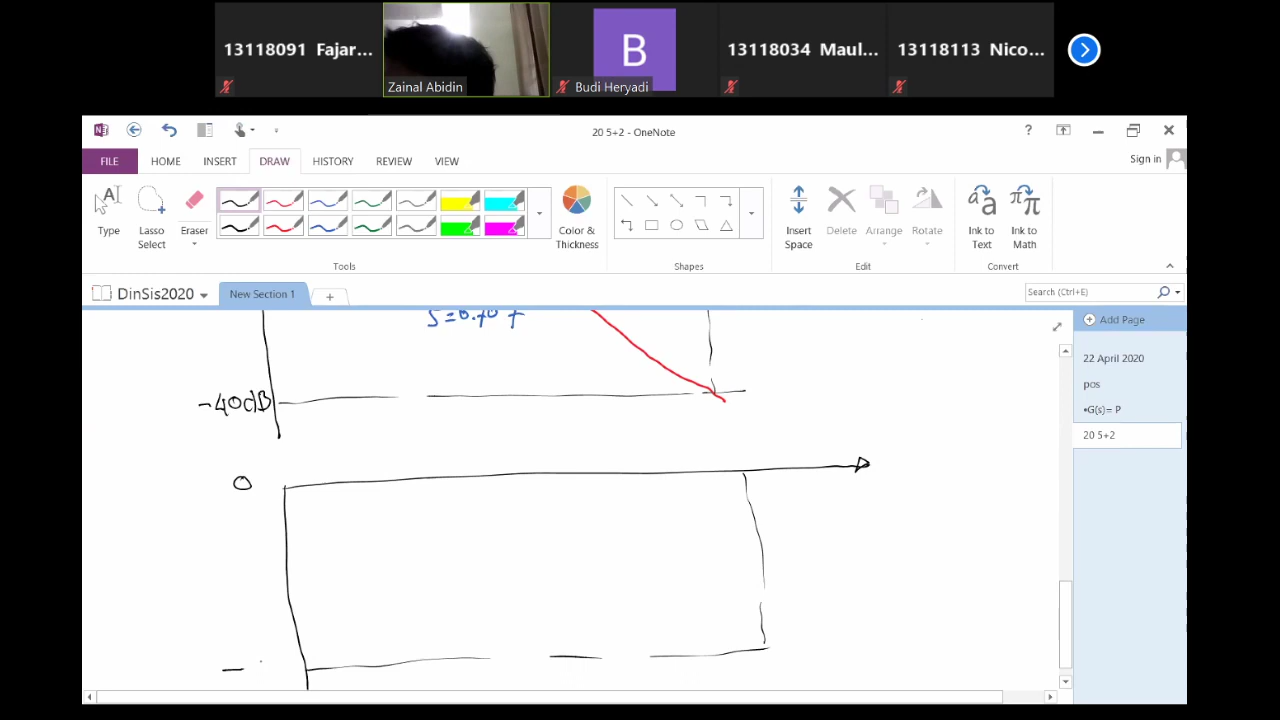 13118091 Fajar...
Zainal Abidin
B
Budi Heryadi
13118034 Maul...
13118113 Nico...
20 5+2 - OneNote
?
FILE
HOME
INSERT
DRAW
HISTORY
REVIEW
VIEW
Sign in
Type
Lasso Select
Eraser
Color & Thickness
Insert Space
Delete
Arrange
Rotate
Ink to Text
Ink to Math
Tools
Shapes
Edit
Convert
DinSis2020
New Section 1
+
Search (Ctrl+E)
Add Page
22 April 2020
pos
•G(s)= P
20 5+2
-40dB
0